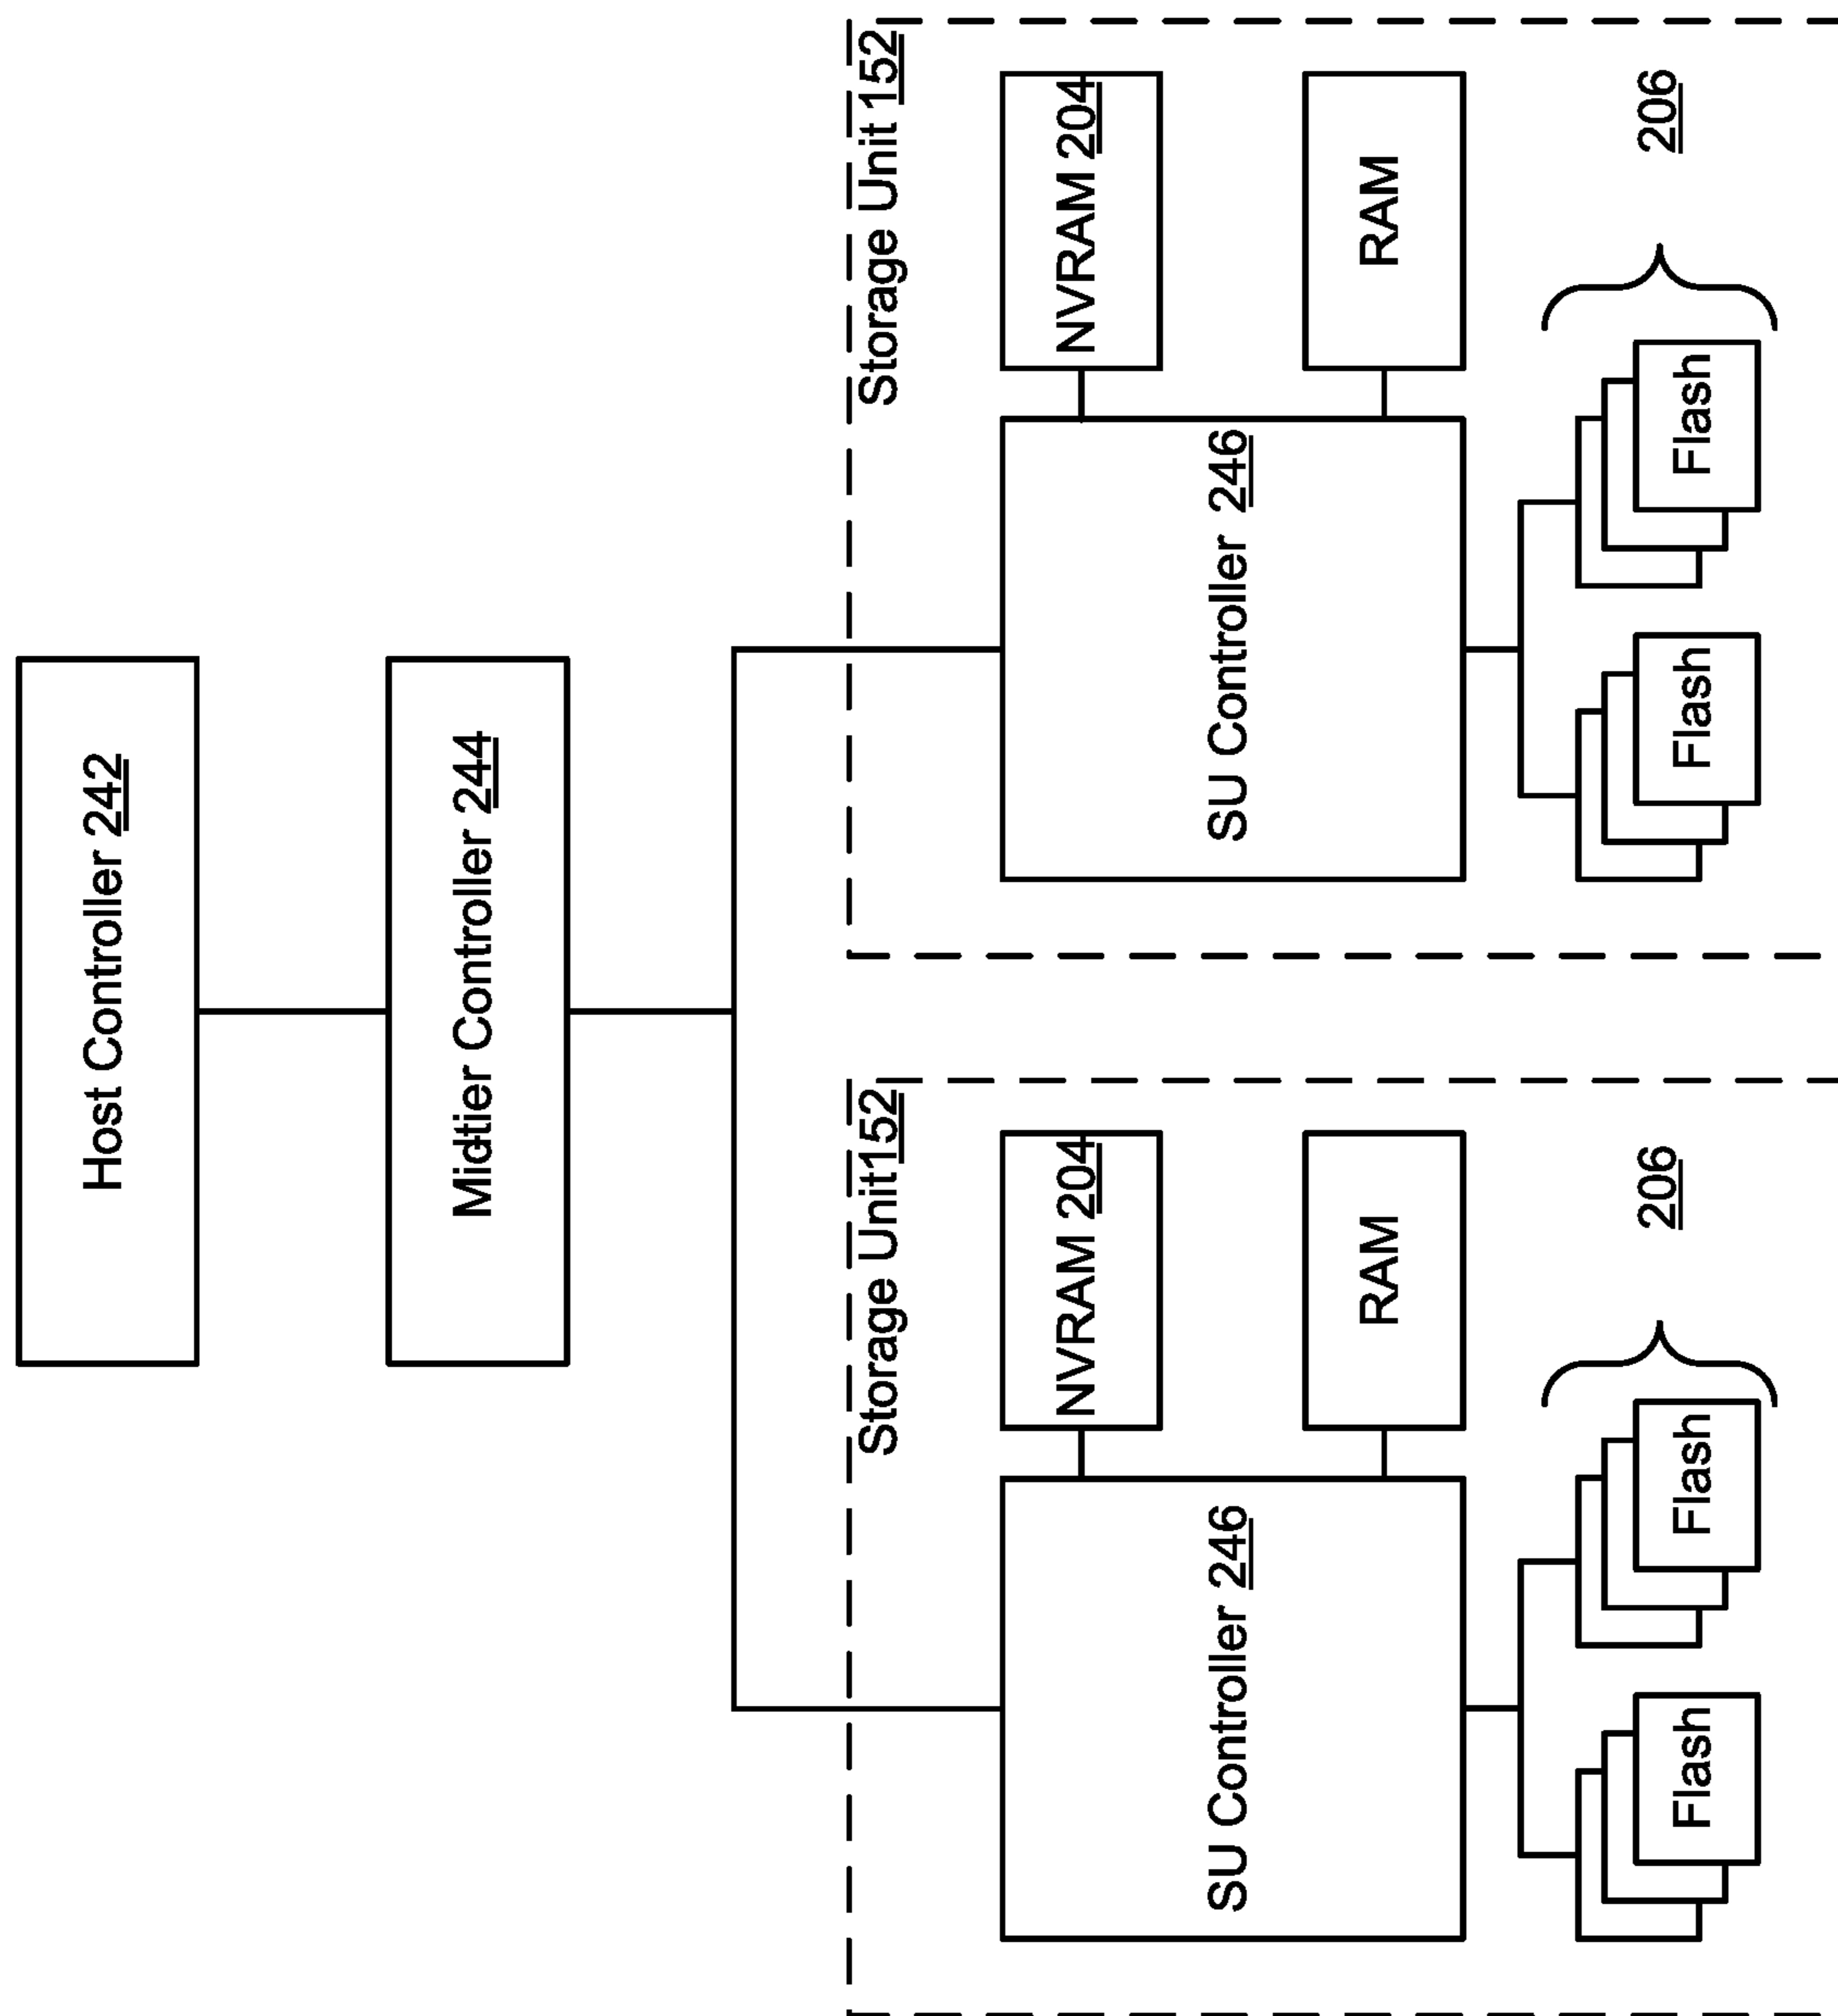 Host Controller 242
Midtier Controller 244
Storage Unit152
Storage Unit 152
NVRAM 204
SU Controller 246
RAM
Flash
Flash
206
NVRAM 204
SU Controller 246
RAM
Flash
Flash
206